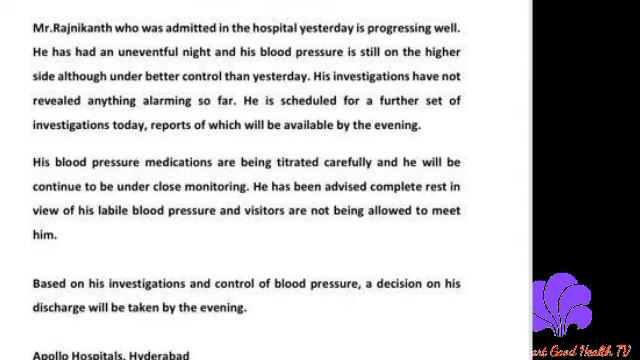 Mr.Rajnikanth who was admitted in the hospital yesterday is progressing well.
He has had an uneventful night and his blood pressure is still on the higher
side although under better control than yesterday. His investigations have not
revealed anything alarming so far. He is scheduled for a further set of
investigations today, reports of which will be available by the evening.
His blood pressure medications are being titrated carefully and he will be
continue to be under close monitoring. He has been advised complete rest in
view of his labile blood pressure and visitors are not being allowed to meet
him.
Based on his investigations and control of blood pressure, a decision on his
discharge will be taken by the evening.
Apollo Hospitals, Hyderabad
art Good Health TV